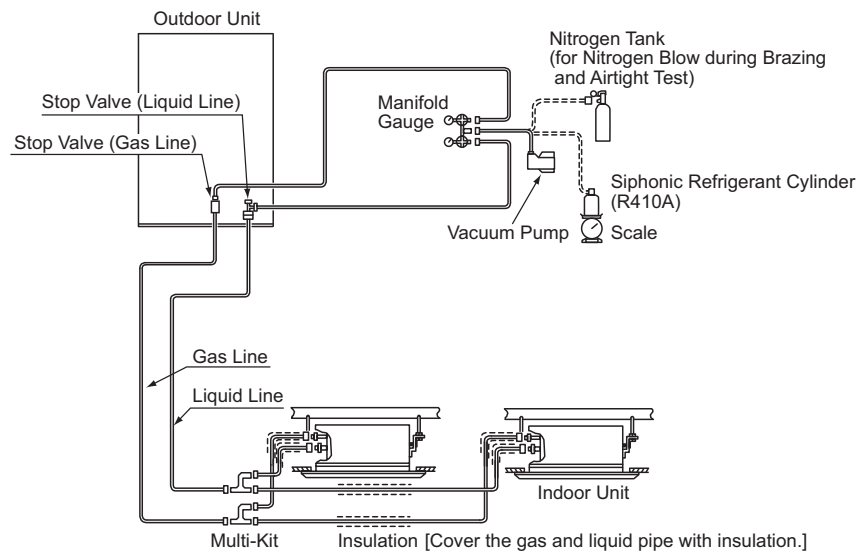 Outdoor Unit
Nitrogen Tank
(for Nitrogen Blow during Brazing
and Airtight Test)
Stop Valve (Liquid Line)
Manifold
Gauge
Stop Valve (Gas Line)
Siphonic Refrigerant Cylinder
(R410A)
Vacuum Pump
Scale
Gas Line
Liquid Line
Indoor Unit
Multi-Kit
Insulation [Cover the gas and liquid pipe with insulation.]